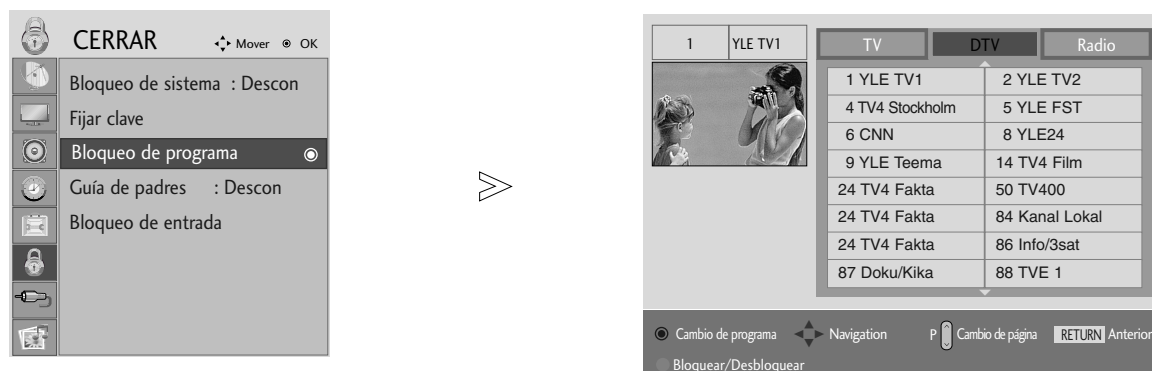 CERRAR Mover OK
Bloqueo de sistema : Descon
Fijar clave
Bloqueo de programa
Guía de padres : Descon
Bloqueo de entrada
1 YLE TV1
TV DTV Radio
1 YLE TV1 2 YLE TV2
4 TV4 Stockholm 5 YLE FST
6 CNN 8 YLE24
9 YLE Teema 14 TV4 Film
24 TV4 Fakta 50 TV400
24 TV4 Fakta 84 Kanal Lokal
24 TV4 Fakta 86 Info/3sat
87 Doku/Kika 88 TVE 1
Cambio de programa Navigation P Cambio de página RETURN Anterior
Bloquear/Desbloquear